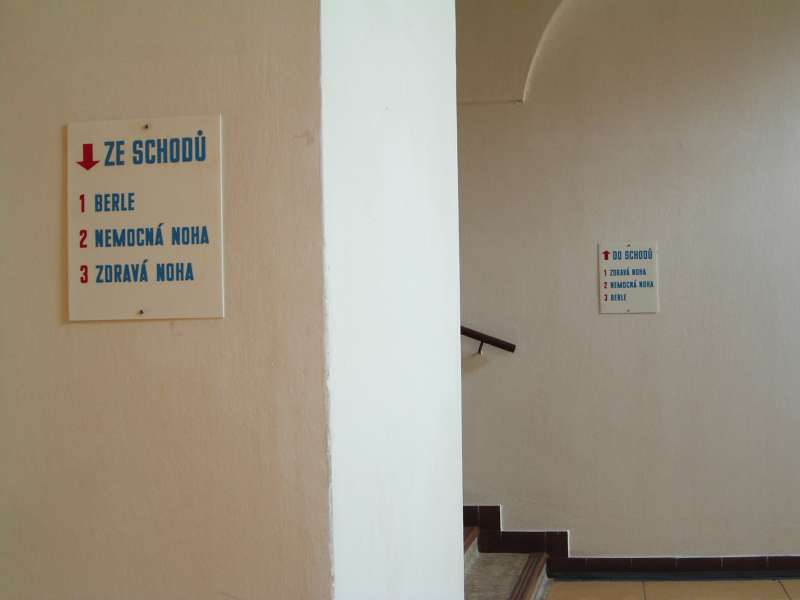 ZE SCHODŮ
1 BERLE
2 NEMOCNÁ NOHA
3 ZDRAVÁ NOHA
DO SCHODŮ
1 ZDRAVÁ NOHA
2 NEMOCNÁ NOHA
3 BERLE